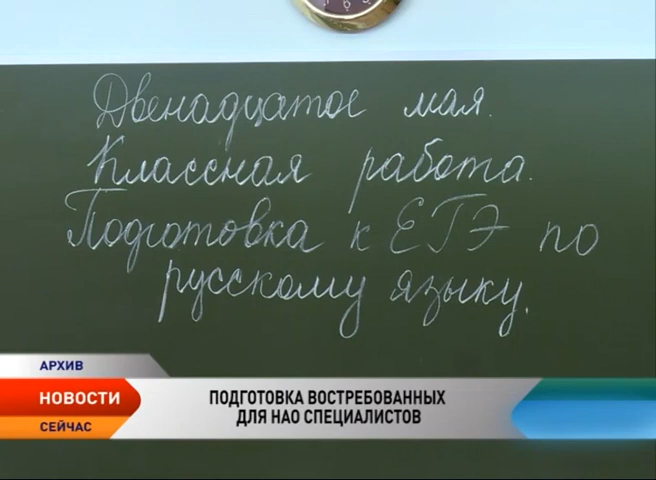 Двенадцатое мая.
Классная работа.
Подготовка к ЕГЭ по
русскому языку.
АРХИВ
НОВОСТИ
СЕЙЧАС
ПОДГОТОВКА ВОСТРЕБОВАННЫХ
ДЛЯ НАО СПЕЦИАЛИСТОВ